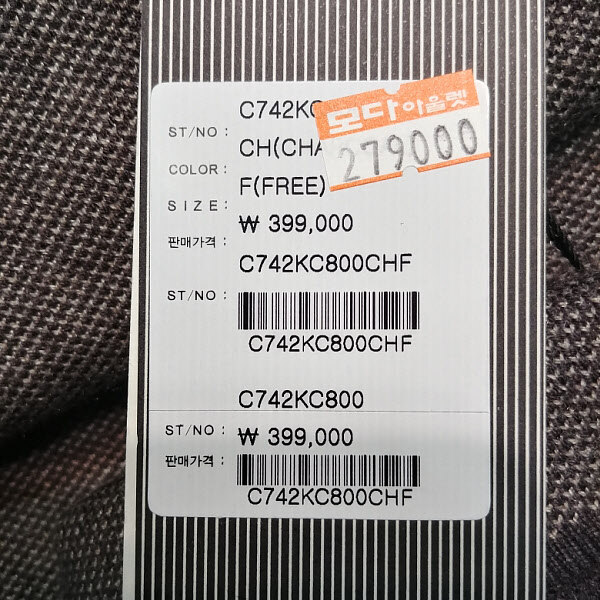 모다아울렛
279000
ST/NO :
COLOR :
CH(CHA
SIZE : F(FREE)
판매가격 : ₩ 399,000
ST/NO : C742KC800CHF
C742KC800CHF
ST/NO : C742KC800
판매가격 : ₩ 399,000
C742KC800CHF